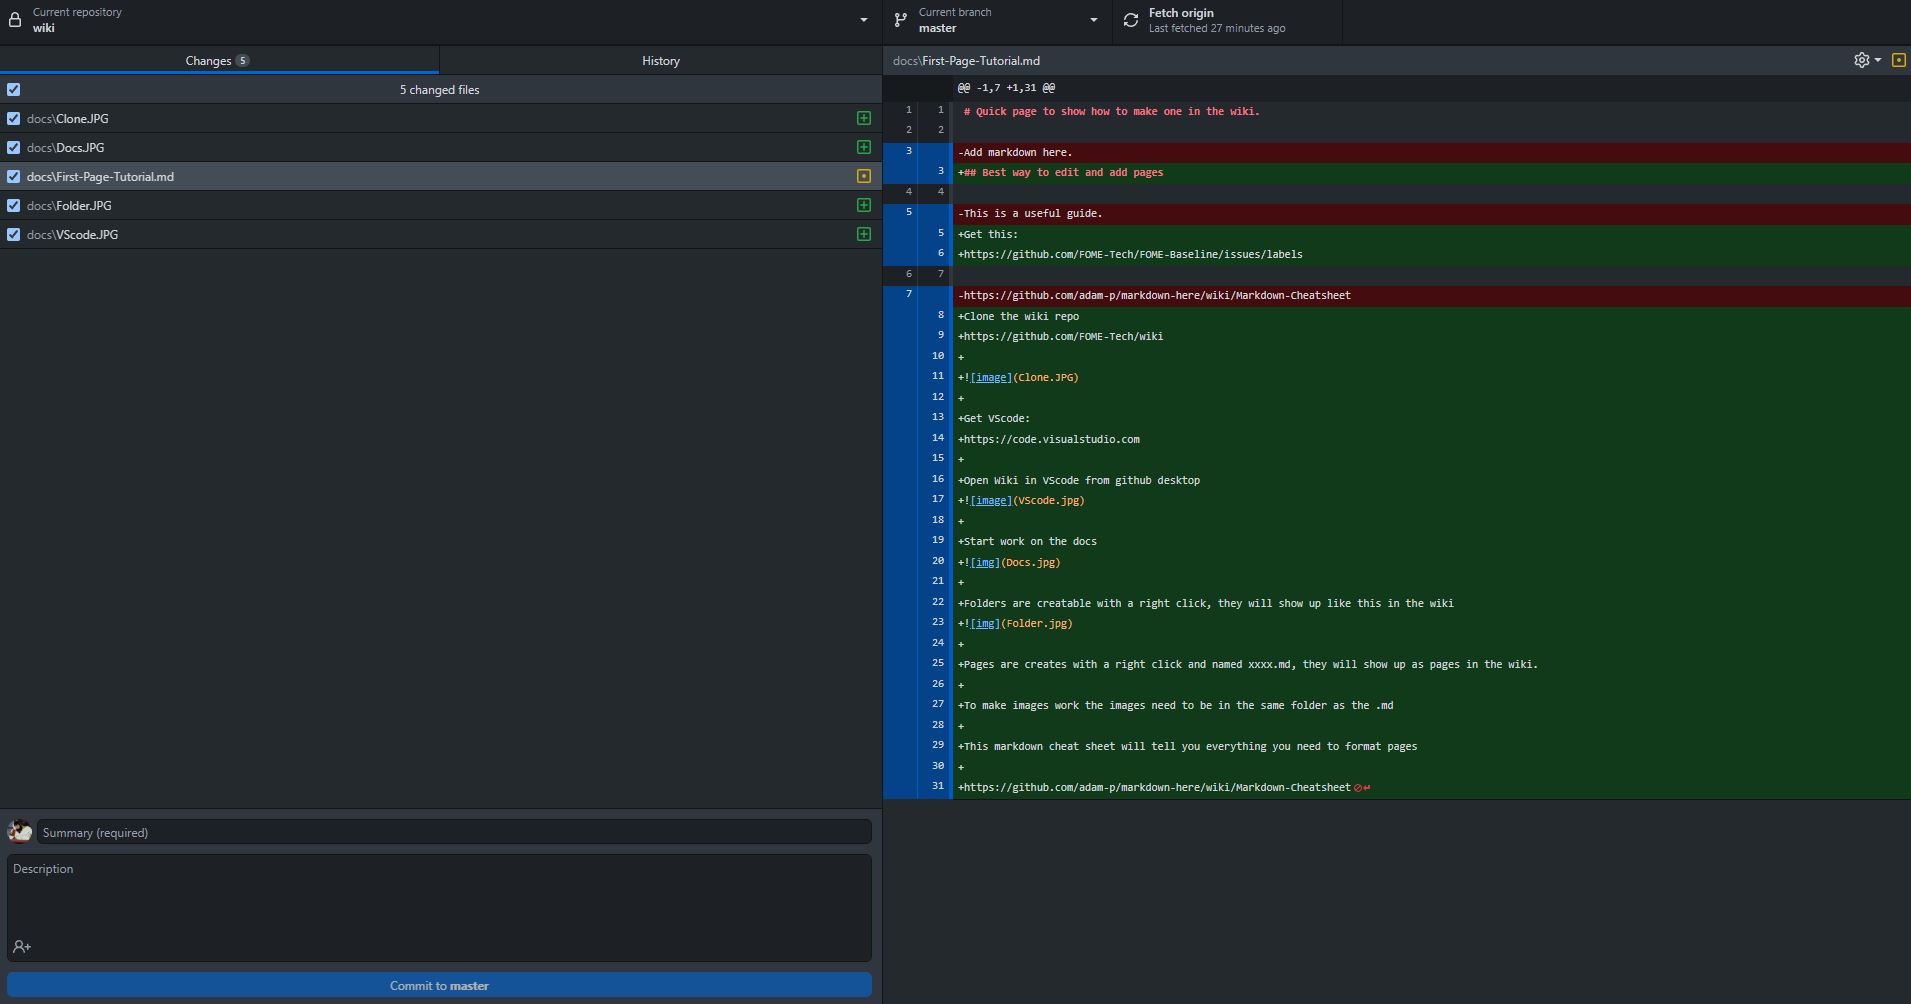 Current repository
wiki
Current branch
master
Fetch origin
Last fetched 27 minutes ago
Changes 5
History
docs\First-Page-Tutorial.md
5 changed files
docs\Clone.JPG
docs\Docs.JPG
docs\First-Page-Tutorial.md
docs\Folder.JPG
docs\VScode.JPG
@@ -1,7 +1,31 @@
1 1 # Quick page to show how to make one in the wiki.
2 2
3 -Add markdown here.
3 +## Best way to edit and add pages
4 4
5 -This is a useful guide.
5 +Get this:
6 +https://github.com/FOME-Tech/FOME-Baseline/issues/labels
6 7
7 -https://github.com/adam-p/markdown-here/wiki/Markdown-Cheatsheet
8 +Clone the wiki repo
9 +https://github.com/FOME-Tech/wiki
10 +
11 +![image](Clone.JPG)
12 +
13 +Get VScode:
14 +https://code.visualstudio.com
15 +
16 +Open Wiki in VScode from github desktop
17 +![image](VScode.jpg)
18 +
19 +Start work on the docs
20 +![img](Docs.jpg)
21 +
22 +Folders are creatable with a right click, they will show up like this in the wiki
23 +![img](Folder.jpg)
24 +
25 +Pages are creates with a right click and named xxxx.md, they will show up as pages in the wiki.
26 +
27 +To make images work the images need to be in the same folder as the .md
28 +
29 +This markdown cheat sheet will tell you everything you need to format pages
30 +
31 +https://github.com/adam-p/markdown-here/wiki/Markdown-Cheatsheet
Summary (required)
Description
Commit to master